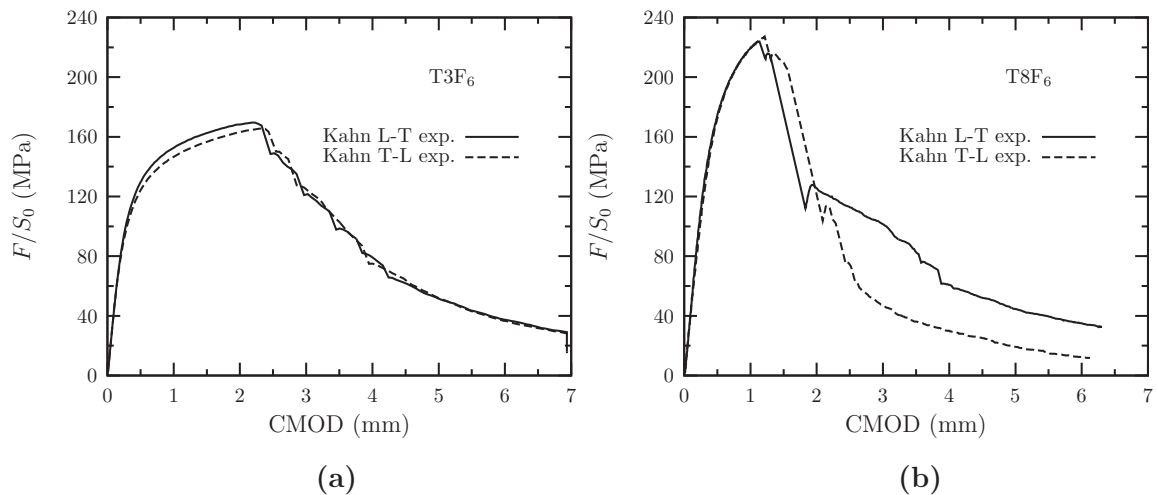 240
200
160
120
80
40
0
F/S0 (MPa)
T3F6
Kahn L-T exp.
Kahn T-L exp.
0 1 2 3 4 5 6 7
CMOD (mm)
(a)
240
200
160
120
80
40
0
F/S0 (MPa)
T8F6
Kahn L-T exp.
Kahn T-L exp.
0 1 2 3 4 5 6 7
CMOD (mm)
(b)